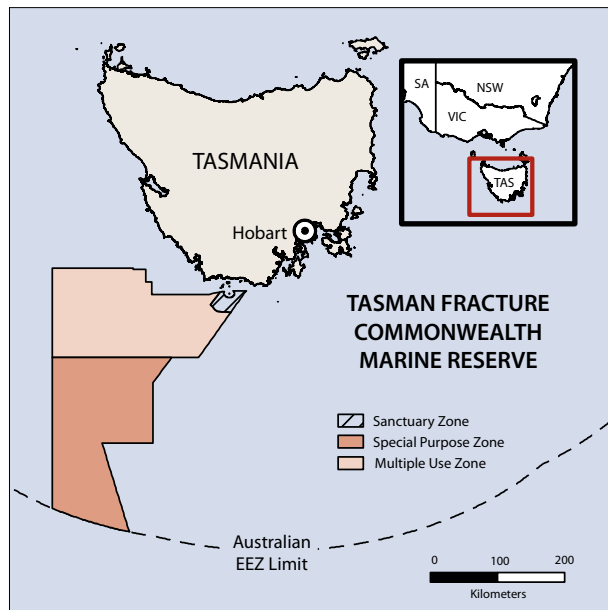 SA
NSW
VIC
TAS
TASMANIA
Hobart
TASMAN FRACTURE
COMMONWEALTH
MARINE RESERVE
Sanctuary Zone
Special Purpose Zone
Multiple Use Zone
Australian
EEZ Limit
0 100 200
Kilometers